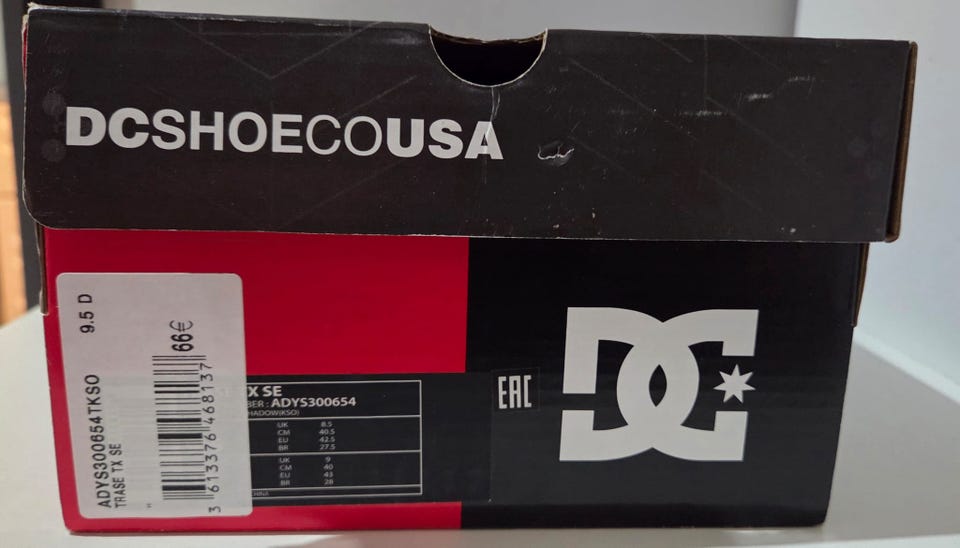 DCSHOECOUSA
9.5 D
66€
ADYS300654TKSO
TRASE TX SE
3 613376 468137
TX SE
BER : ADYS300654
HADOW(KSO)
UK 8.5
CM 40.5
EU 42.5
BR 27.5
UK 9
CM 40
EU 43
BR 28
CHINA
EAC
DC